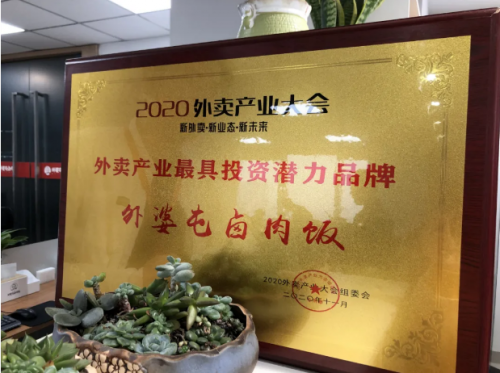 2020外卖产业大会
新触变·新业态·新未来
外卖产业最具投资潜力品牌
外婆屯卤肉饭
2020外卖产业大会组委会
二〇二〇年十一月